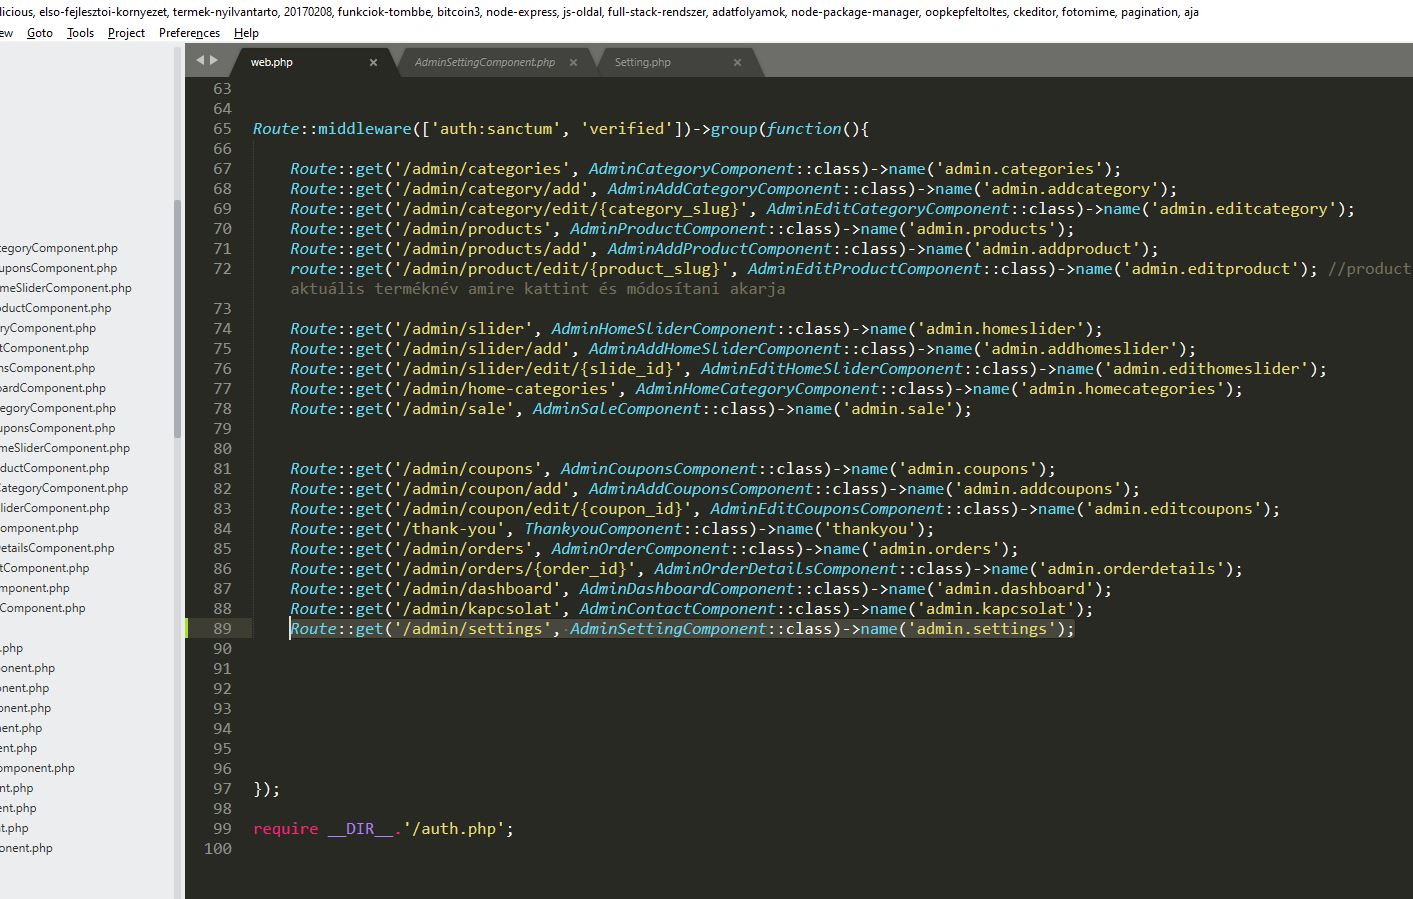 licious, elso-fejlesztoi-kornyezet, termek-nyilvantarto, 20170208, funkciok-tombbe, bitcoin3, node-express, js-oldal, full-stack-rendszer, adatfolyamok, node-package-manager, oopkepfeltoltes, ckeditor, fotomime, pagination, aja
ew Goto Tools Project Preferences Help
web.php × AdminSettingComponent.php × Setting.php ×
tegoryComponent.php
uponsComponent.php
meSliderComponent.php
oductComponent.php
ryComponent.php
tComponent.php
nsComponent.php
oardComponent.php
egoryComponent.php
uponsComponent.php
meSliderComponent.php
ductComponent.php
CategoryComponent.php
liderComponent.php
omponent.php
DetailsComponent.php
tComponent.php
mponent.php
Component.php
.php
onent.php
nent.php
onent.php
nent.php
ent.php
omponent.php
nt.php
ent.php
t.php
onent.php
63
64
65 Route::middleware(['auth:sanctum', 'verified'])->group(function(){
66
67 Route::get('/admin/categories', AdminCategoryComponent::class)->name('admin.categories');
68 Route::get('/admin/category/add', AdminAddCategoryComponent::class)->name('admin.addcategory');
69 Route::get('/admin/category/edit/{category_slug}', AdminEditCategoryComponent::class)->name('admin.editcategory');
70 Route::get('/admin/products', AdminProductComponent::class)->name('admin.products');
71 Route::get('/admin/products/add', AdminAddProductComponent::class)->name('admin.addproduct');
72 route::get('/admin/product/edit/{product_slug}', AdminEditProductComponent::class)->name('admin.editproduct'); //product
aktuális terméknév amire kattint és módosítani akarja
73
74 Route::get('/admin/slider', AdminHomeSliderComponent::class)->name('admin.homeslider');
75 Route::get('/admin/slider/add', AdminAddHomeSliderComponent::class)->name('admin.addhomeslider');
76 Route::get('/admin/slider/edit/{slide_id}', AdminEditHomeSliderComponent::class)->name('admin.edithomeslider');
77 Route::get('/admin/home-categories', AdminHomeCategoryComponent::class)->name('admin.homecategories');
78 Route::get('/admin/sale', AdminSaleComponent::class)->name('admin.sale');
79
80
81 Route::get('/admin/coupons', AdminCouponsComponent::class)->name('admin.coupons');
82 Route::get('/admin/coupon/add', AdminAddCouponsComponent::class)->name('admin.addcoupons');
83 Route::get('/admin/coupon/edit/{coupon_id}', AdminEditCouponsComponent::class)->name('admin.editcoupons');
84 Route::get('/thank-you', ThankyouComponent::class)->name('thankyou');
85 Route::get('/admin/orders', AdminOrderComponent::class)->name('admin.orders');
86 Route::get('/admin/orders/{order_id}', AdminOrderDetailsComponent::class)->name('admin.orderdetails');
87 Route::get('/admin/dashboard', AdminDashboardComponent::class)->name('admin.dashboard');
88 Route::get('/admin/kapcsolat', AdminContactComponent::class)->name('admin.kapcsolat');
89 Route::get('/admin/settings', AdminSettingComponent::class)->name('admin.settings');
90
91
92
93
94
95
96
97 });
98
99 require __DIR__.'/auth.php';
100